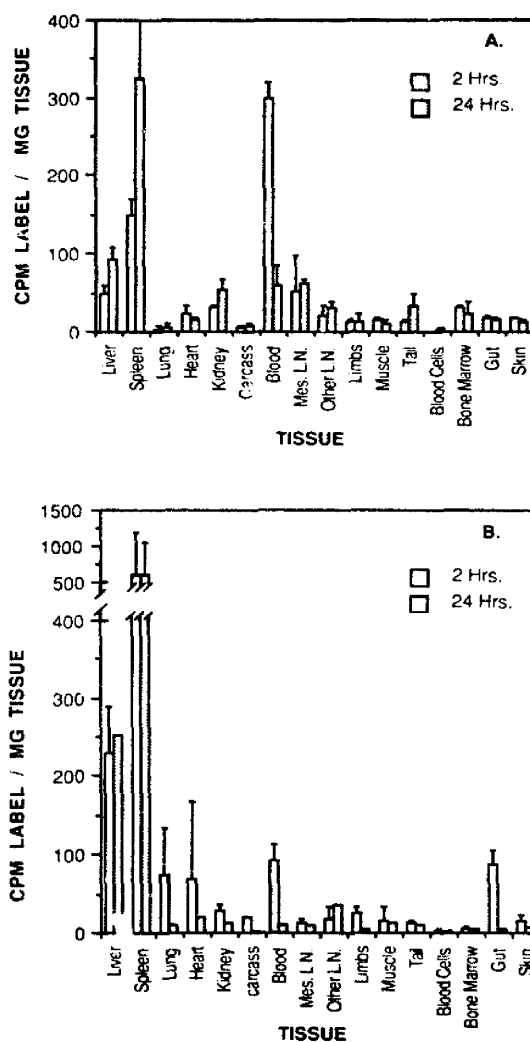 400
300
200
100
0
CPM LABEL / MG TISSUE
A.
2 Hrs.
24 Hrs.
Liver
Spleen
Lung
Heart
Kidney
Carcass
Blood
Mes. L.N.
Other L.N.
Limbs
Muscle
Tail
Blood Cells
Bone Marrow
Gut
Skin
TISSUE
1500
1000
500
400
300
200
100
0
CPM LABEL / MG TISSUE
B.
2 Hrs.
24 Hrs.
Liver
Spleen
Lung
Heart
Kidney
carcass
Blood
Mes. L.N.
Other L.N.
Limbs
Muscle
Tail
Blood Cells
Bone Marrow
Gut
Skin
TISSUE